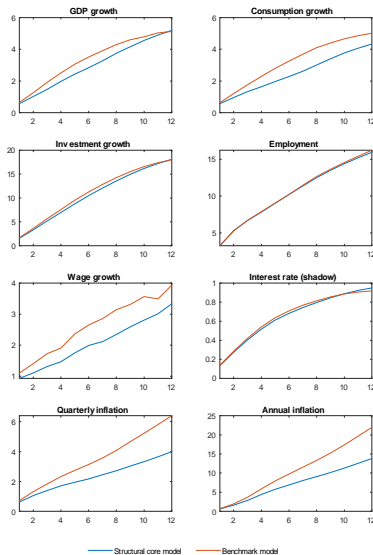 GDP growth
6
4
2
0
2 4 6 8 10 12
Consumption growth
6
4
2
0
2 4 6 8 10 12
Investment growth
20
15
10
5
0
2 4 6 8 10 12
Employment
15
10
5
2 4 6 8 10 12
Wage growth
4
3
2
1
2 4 6 8 10 12
Interest rate (shadow)
1
0.8
0.6
0.4
0.2
0
2 4 6 8 10 12
Quarterly inflation
6
4
2
0
2 4 6 8 10 12
Annual inflation
25
20
15
10
5
0
2 4 6 8 10 12
Structural core model Benchmark model